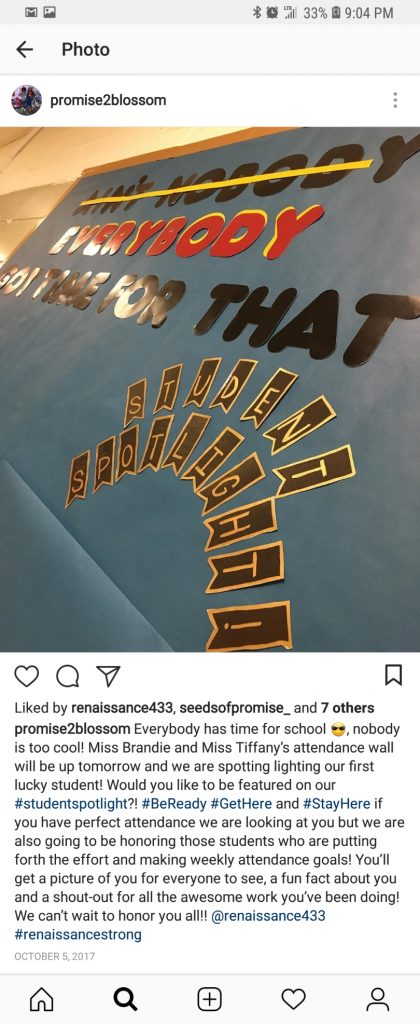 LTE 33% 9:04 PM
Photo
promise2blossom
AIN'T NOBODY
EVERYBODY
GOT TIME FOR THAT
STUDENT
SPOTLIGHT!
Liked by renaissance433, seedsofpromise_ and 7 others
promise2blossom Everybody has time for school 😎, nobody
is too cool! Miss Brandie and Miss Tiffany's attendance wall
will be up tomorrow and we are spotting lighting our first
lucky student! Would you like to be featured on our
#studentspotlight?! #BeReady #GetHere and #StayHere if
you have perfect attendance we are looking at you but we are
also going to be honoring those students who are putting
forth the effort and making weekly attendance goals! You'll
get a picture of you for everyone to see, a fun fact about you
and a shout-out for all the awesome work you've been doing!
We can't wait to honor you all!! @renaissance433
#renaissancestrong
OCTOBER 5, 2017